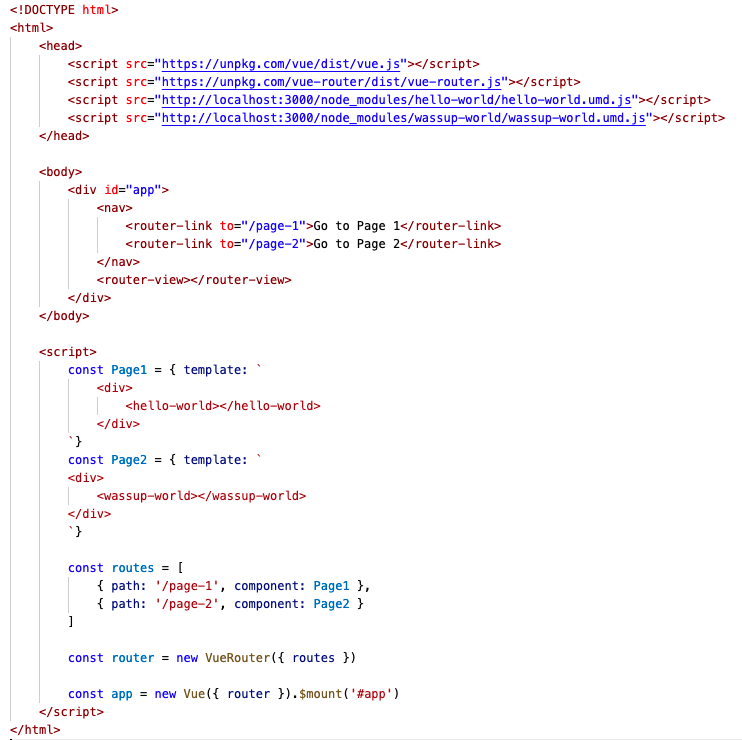 <!DOCTYPE html>
<html>
    <head>
        <script src="https://unpkg.com/vue/dist/vue.js"></script>
        <script src="https://unpkg.com/vue-router/dist/vue-router.js"></script>
        <script src="http://localhost:3000/node_modules/hello-world/hello-world.umd.js"></script>
        <script src="http://localhost:3000/node_modules/wassup-world/wassup-world.umd.js"></script>
    </head>

    <body>
        <div id="app">
            <nav>
                <router-link to="/page-1">Go to Page 1</router-link>
                <router-link to="/page-2">Go to Page 2</router-link>
            </nav>
            <router-view></router-view>
        </div>
    </body>

    <script>
        const Page1 = { template: `
            <div>
                <hello-world></hello-world>
            </div>
        `}
        const Page2 = { template: `
        <div>
            <wassup-world></wassup-world>
        </div>
        `}

        const routes = [
            { path: '/page-1', component: Page1 },
            { path: '/page-2', component: Page2 }
        ]

        const router = new VueRouter({ routes })

        const app = new Vue({ router }).$mount('#app')
    </script>
</html>